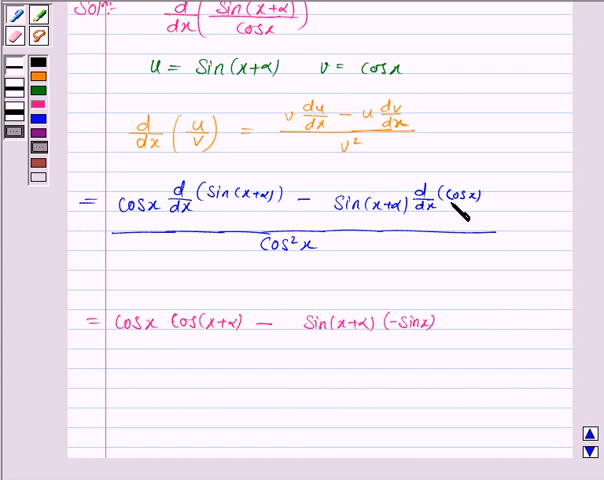 Soln:- d/dx ( Sin(x+α) / cosx )
u = Sin(x+α) v = cosx
d/dx ( u/v ) = ( v du/dx - u dv/dx ) / v²
= cosx d/dx (sin(x+α)) - sin(x+α) d/dx (cosx)
cos²x
= cosx cos(x+α) - sin(x+α) (-sinx)